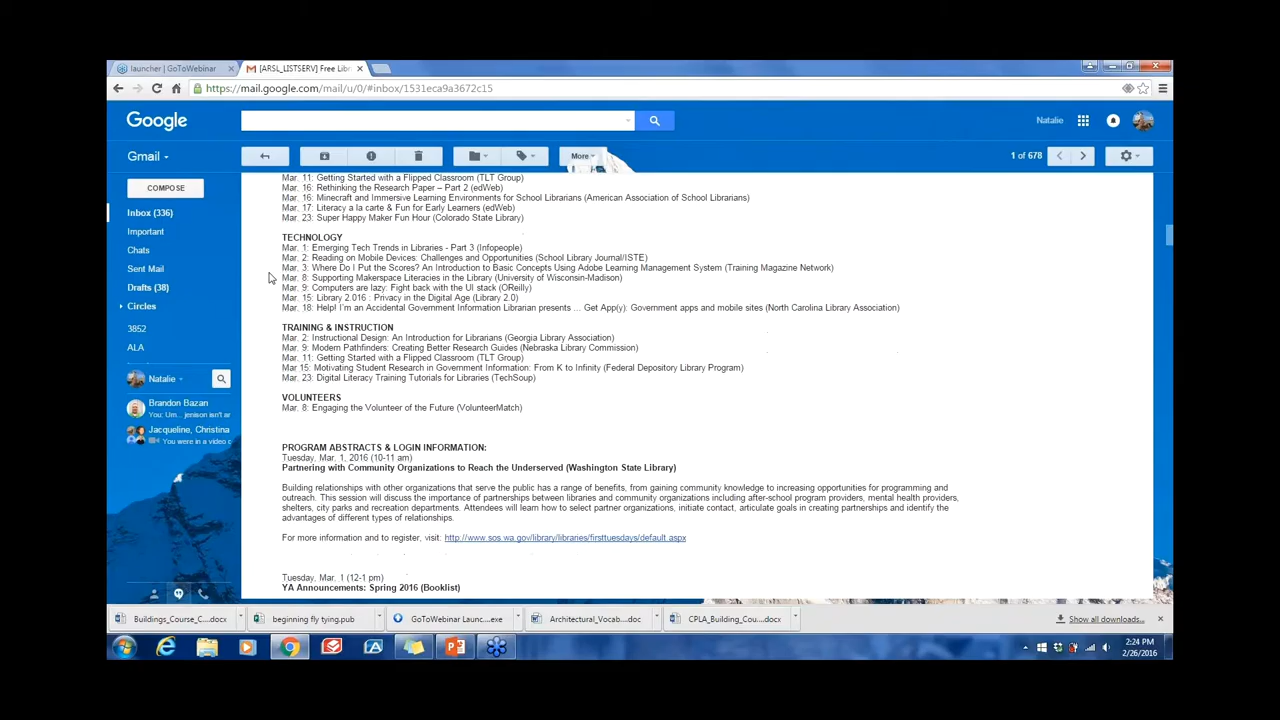 launcher | GoToWebinar
[ARSL_LISTSERV] Free Libr
https://mail.google.com/mail/u/0/#inbox/1531eca9a3672c15
Google
Natalie
Gmail
More
1 of 678
COMPOSE
Inbox (336)
Important
Chats
Sent Mail
Drafts (38)
Circles
3852
ALA
Natalie
Brandon Bazan
You: Um... jenison isn't ar
Jacqueline, Christina
You were in a video c
Mar. 11: Getting Started with a Flipped Classroom (TLT Group)
Mar. 16: Rethinking the Research Paper – Part 2 (edWeb)
Mar. 16: Minecraft and Immersive Learning Environments for School Librarians (American Association of School Librarians)
Mar. 17: Literacy a la carte & Fun for Early Learners (edWeb)
Mar. 23: Super Happy Maker Fun Hour (Colorado State Library)
TECHNOLOGY
Mar. 1: Emerging Tech Trends in Libraries - Part 3 (Infopeople)
Mar. 2: Reading on Mobile Devices: Challenges and Opportunities (School Library Journal/ISTE)
Mar. 3: Where Do I Put the Scores? An Introduction to Basic Concepts Using Adobe Learning Management System (Training Magazine Network)
Mar. 8: Supporting Makerspace Literacies in the Library (University of Wisconsin-Madison)
Mar. 9: Computers are lazy: Fight back with the UI stack (OReilly)
Mar. 15: Library 2.016 : Privacy in the Digital Age (Library 2.0)
Mar. 18: Help! I'm an Accidental Government Information Librarian presents ... Get App(y): Government apps and mobile sites (North Carolina Library Association)
TRAINING & INSTRUCTION
Mar. 2: Instructional Design: An Introduction for Librarians (Georgia Library Association)
Mar. 9: Modern Pathfinders: Creating Better Research Guides (Nebraska Library Commission)
Mar. 11: Getting Started with a Flipped Classroom (TLT Group)
Mar 15: Motivating Student Research in Government Information: From K to Infinity (Federal Depository Library Program)
Mar. 23: Digital Literacy Training Tutorials for Libraries (TechSoup)
VOLUNTEERS
Mar. 8: Engaging the Volunteer of the Future (VolunteerMatch)
PROGRAM ABSTRACTS & LOGIN INFORMATION:
Tuesday, Mar. 1, 2016 (10-11 am)
Partnering with Community Organizations to Reach the Underserved (Washington State Library)
Building relationships with other organizations that serve the public has a range of benefits, from gaining community knowledge to increasing opportunities for programming and
outreach. This session will discuss the importance of partnerships between libraries and community organizations including after-school program providers, mental health providers,
shelters, city parks and recreation departments. Attendees will learn how to select partner organizations, initiate contact, articulate goals in creating partnerships and identify the
advantages of different types of relationships.
For more information and to register, visit: http://www.sos.wa.gov/library/libraries/firsttuesdays/default.aspx
Tuesday, Mar. 1 (12-1 pm)
YA Announcements: Spring 2016 (Booklist)
Buildings_Course_C....docx
beginning fly tying.pub
GoToWebinar Launc....exe
Architectural_Vocab....doc
CPLA_Building_Cou....docx
Show all downloads...
2:24 PM
2/26/2016